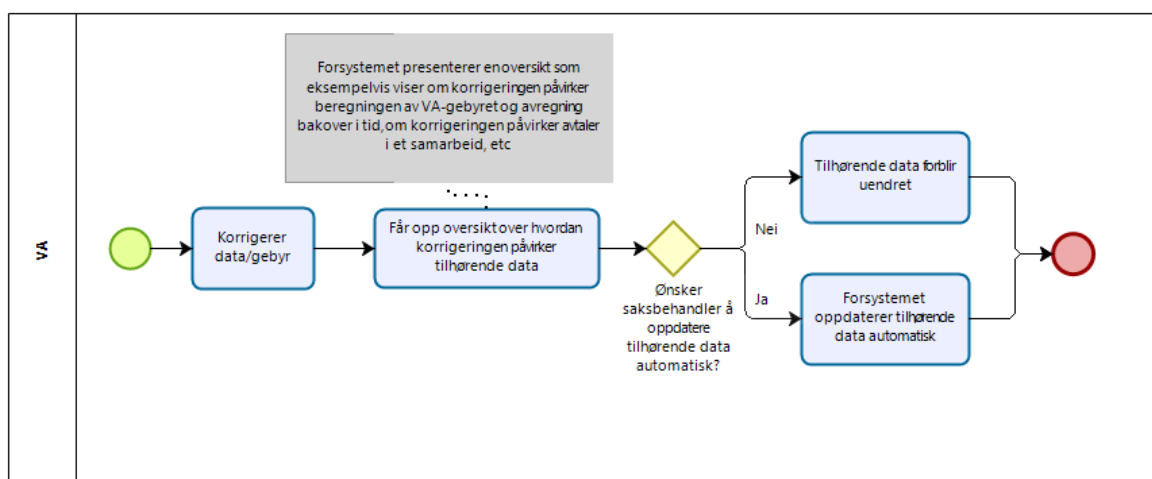 VA
Forsystemet presenterer enoversikt som
eksempelvis viser om korrigeringen påvirker
beregningen av VA-gebyret og avregning
bakover i tid, om korrigeringen påvirker avtaler
i et samarbeid, etc
Korrigerer
data/gebyr
Får opp oversikt over hvordan
korrigeringen påvirker
tilhørende data
Ønsker
saksbehandler å
oppdatere
tilhørende data
automatisk?
Nei
Tilhørende data forblir
uendret
Ja
Forsystemet
oppdaterer tilhørende
data automatisk